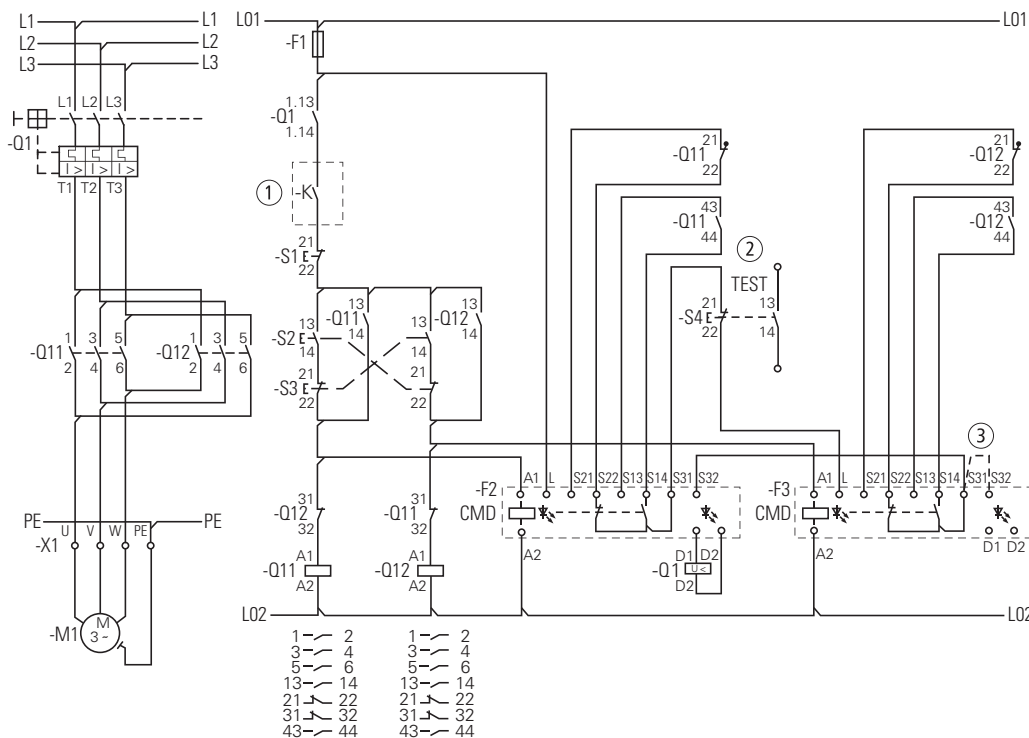 L1 L1
L2 L2
L3 L3
L1 L2 L3
-Q1
I > I > I >
T1 T2 T3
-Q11 1 3 5
2 4 6
-Q12 1 3 5
2 4 6
PE PE
U V W PE
-X1
-M1
M
3 ~
L01 L01
-F1
1.13
-Q1
1.14
1
-K
21
-S1 E
22
13
-Q11
14
13
-Q12
14
13
-S2 E
14
13
14
21
-S3 E
22
21
22
31
-Q12
32
31
-Q11
32
A1
-Q11
A2
A1
-Q12
A2
21
-Q11
22
43
-Q11
44
2
TEST
21
-S4 E
22
13
14
21
-Q12
22
43
-Q12
44
3
A1 L S21 S22 S13 S14 S31 S32
-F2
CMD
A2
D1 D2
-Q1 U <
D2
A1 L S21 S22 S13 S14 S31 S32
-F3
CMD
A2
D1 D2
L02 L02
1 2
3 4
5 6
13 14
21 22
31 32
43 44
1 2
3 4
5 6
13 14
21 22
31 32
43 44